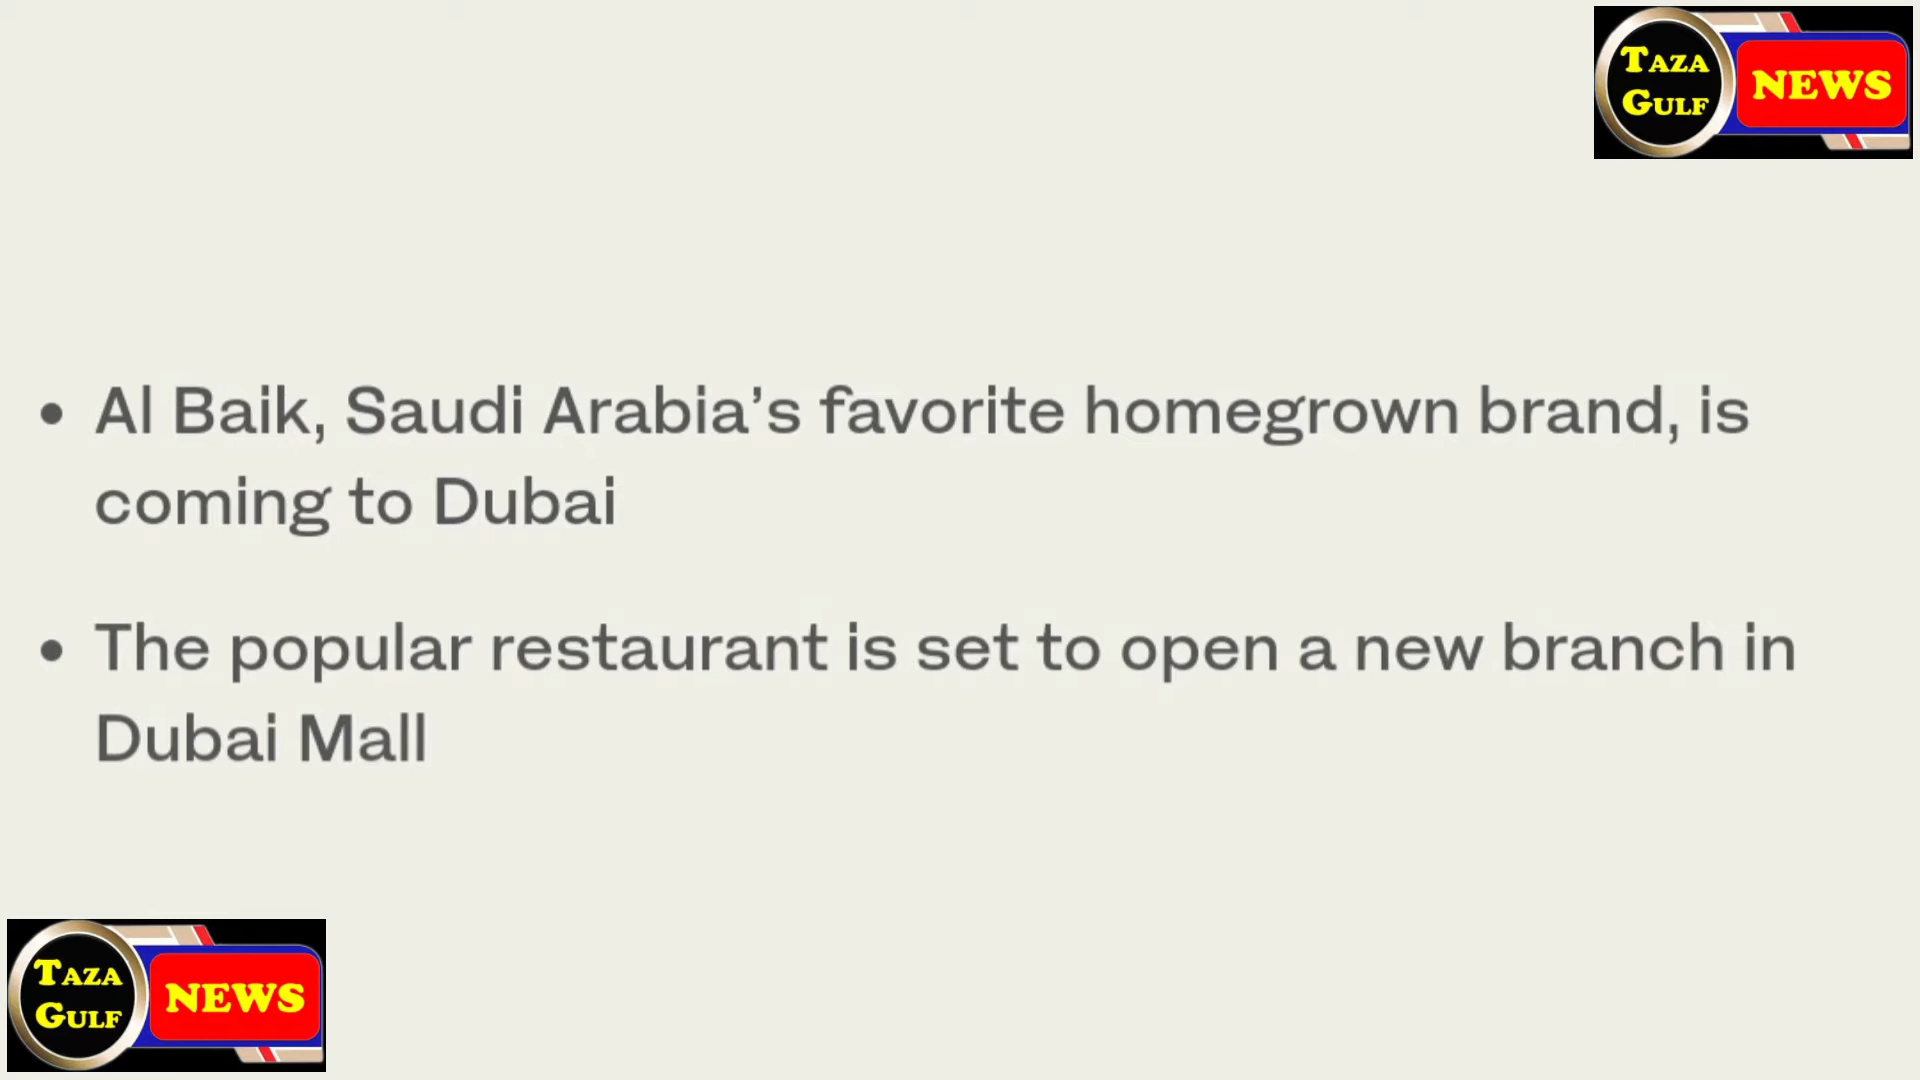 TAZA
GULF
NEWS
• Al Baik, Saudi Arabia’s favorite homegrown brand, is
coming to Dubai
• The popular restaurant is set to open a new branch in
Dubai Mall
TAZA
GULF
NEWS